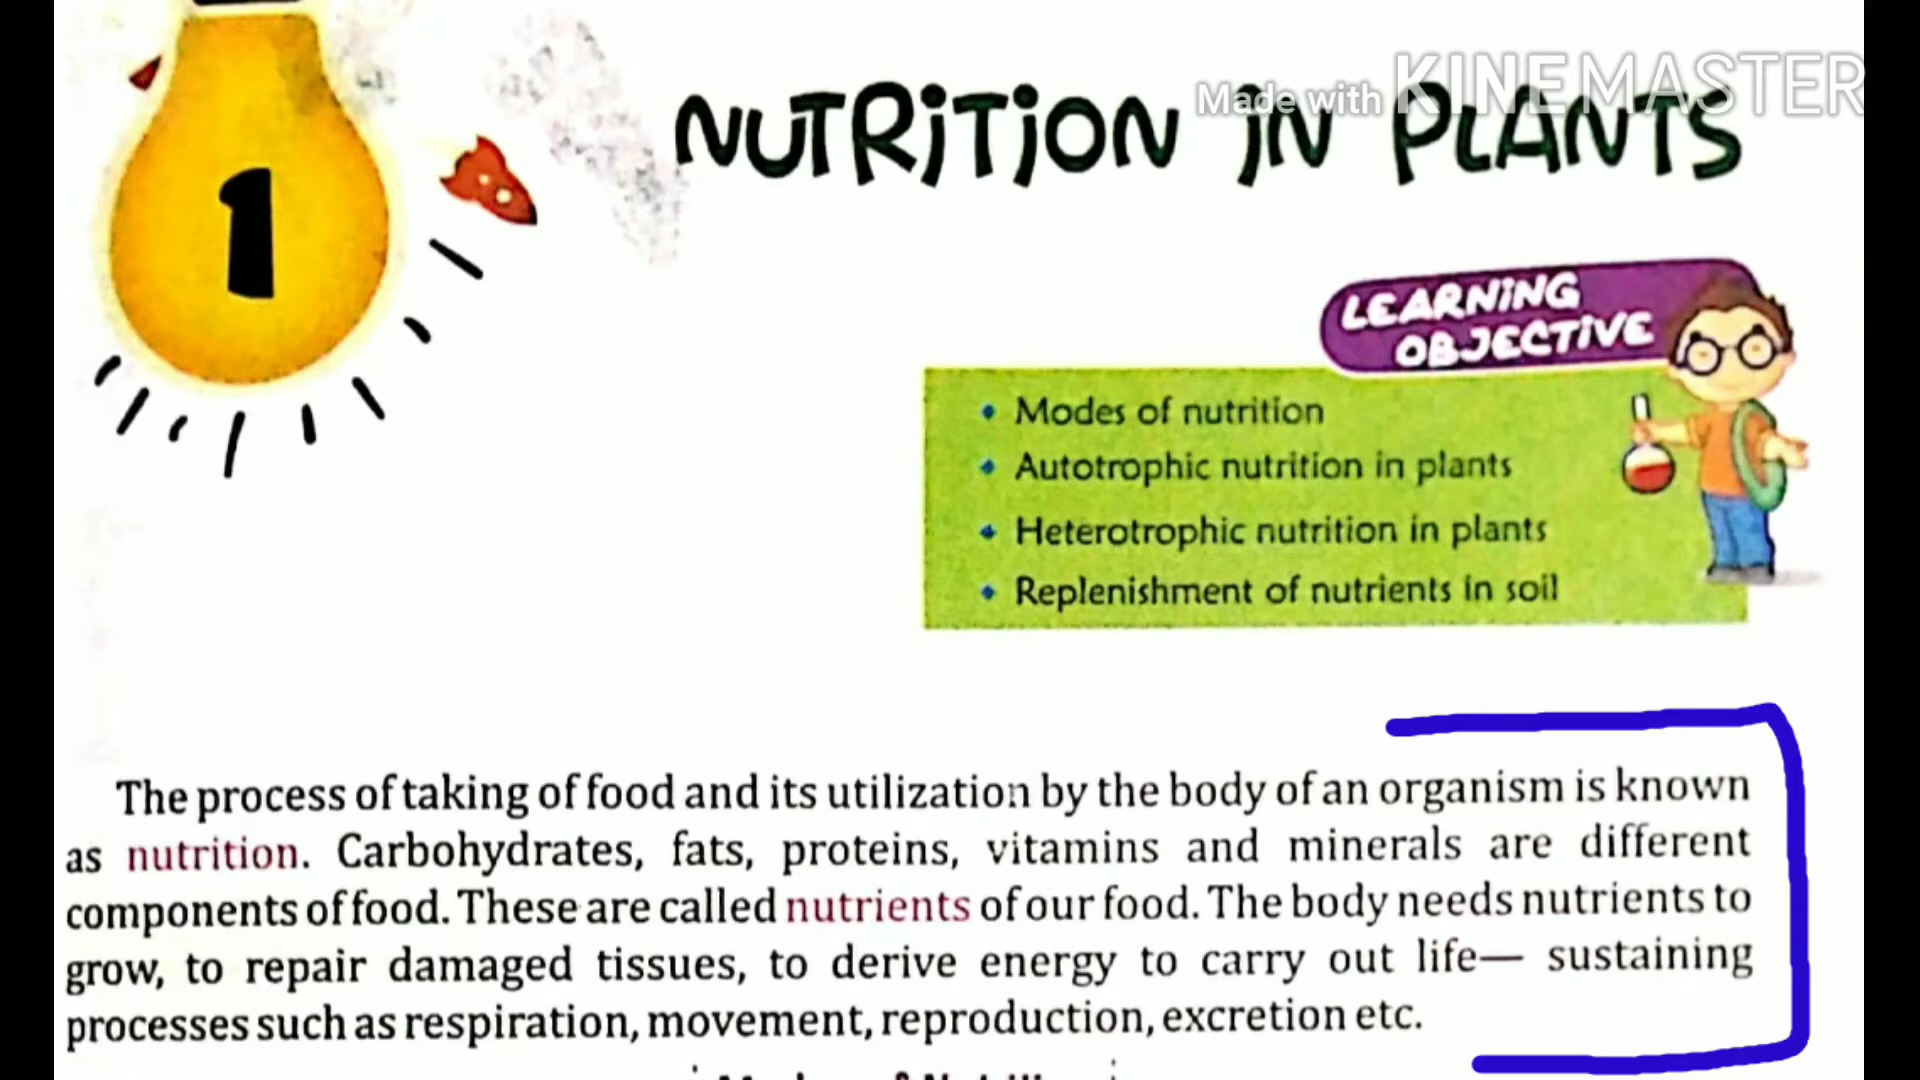 1
NUTRiTiON iN PLANTS
Made with KINEMASTER
LEARNiNG
OBJECTiVE
• Modes of nutrition
• Autotrophic nutrition in plants
• Heterotrophic nutrition in plants
• Replenishment of nutrients in soil
The process of taking of food and its utilization by the body of an organism is known
as nutrition. Carbohydrates, fats, proteins, vitamins and minerals are different
components of food. These are called nutrients of our food. The body needs nutrients to
grow, to repair damaged tissues, to derive energy to carry out life— sustaining
processes such as respiration, movement, reproduction, excretion etc.